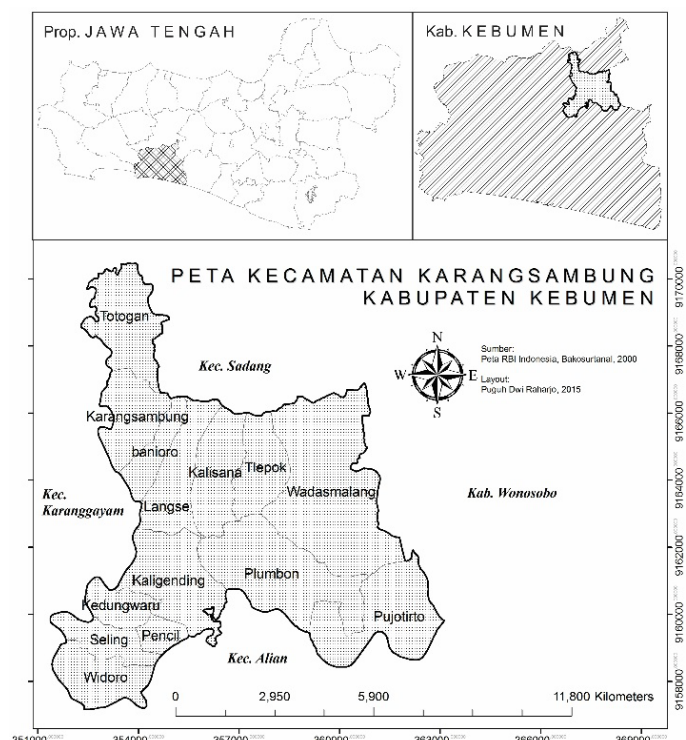 Prop. JAWA TENGAH
Kab. KEBUMEN
PETA KECAMATAN KARANGSAMBUNG
KABUPATEN KEBUMEN
N
W
E
S
Sumber:
Peta RBI Indonesia, Bakosurtanal, 2000
Layout:
Puguh Dwi Raharjo, 2015
Totogan
Kec. Sadang
Karangsambung
banioro
Kalisana
Tlepok
Wadasmalang
Kec.
Karanggayam
Langse
Kab. Wonosobo
Kaligending
Plumbon
Kedungwaru
Pujotirto
Seling
Pencil
Kec. Alian
Widoro
0
2,950
5,900
11,800 Kilometers
9170000
9168000
9166000
9164000
9162000
9160000
9158000
351000
354000
357000
360000
363000
366000
369000